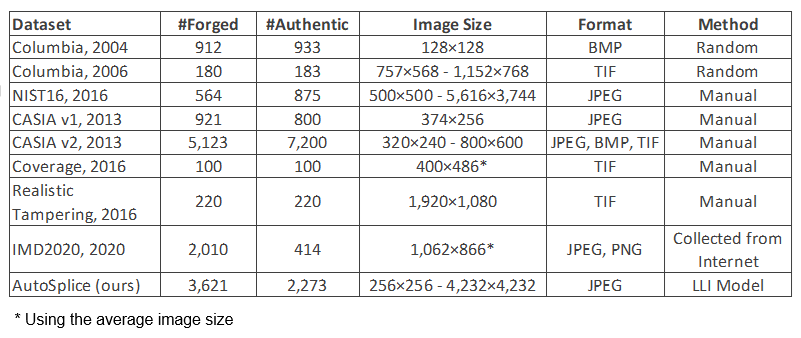 Dataset #Forged #Authentic Image Size Format Method
Columbia, 2004 912 933 128×128 BMP Random
Columbia, 2006 180 183 757×568 - 1,152×768 TIF Random
NIST16, 2016 564 875 500×500 - 5,616×3,744 JPEG Manual
CASIA v1, 2013 921 800 374×256 JPEG Manual
CASIA v2, 2013 5,123 7,200 320×240 - 800×600 JPEG, BMP, TIF Manual
Coverage, 2016 100 100 400×486* TIF Manual
Realistic
Tampering, 2016 220 220 1,920×1,080 TIF Manual
IMD2020, 2020 2,010 414 1,062×866* JPEG, PNG Collected from
Internet
AutoSplice (ours) 3,621 2,273 256×256 - 4,232×4,232 JPEG LLI Model
* Using the average image size